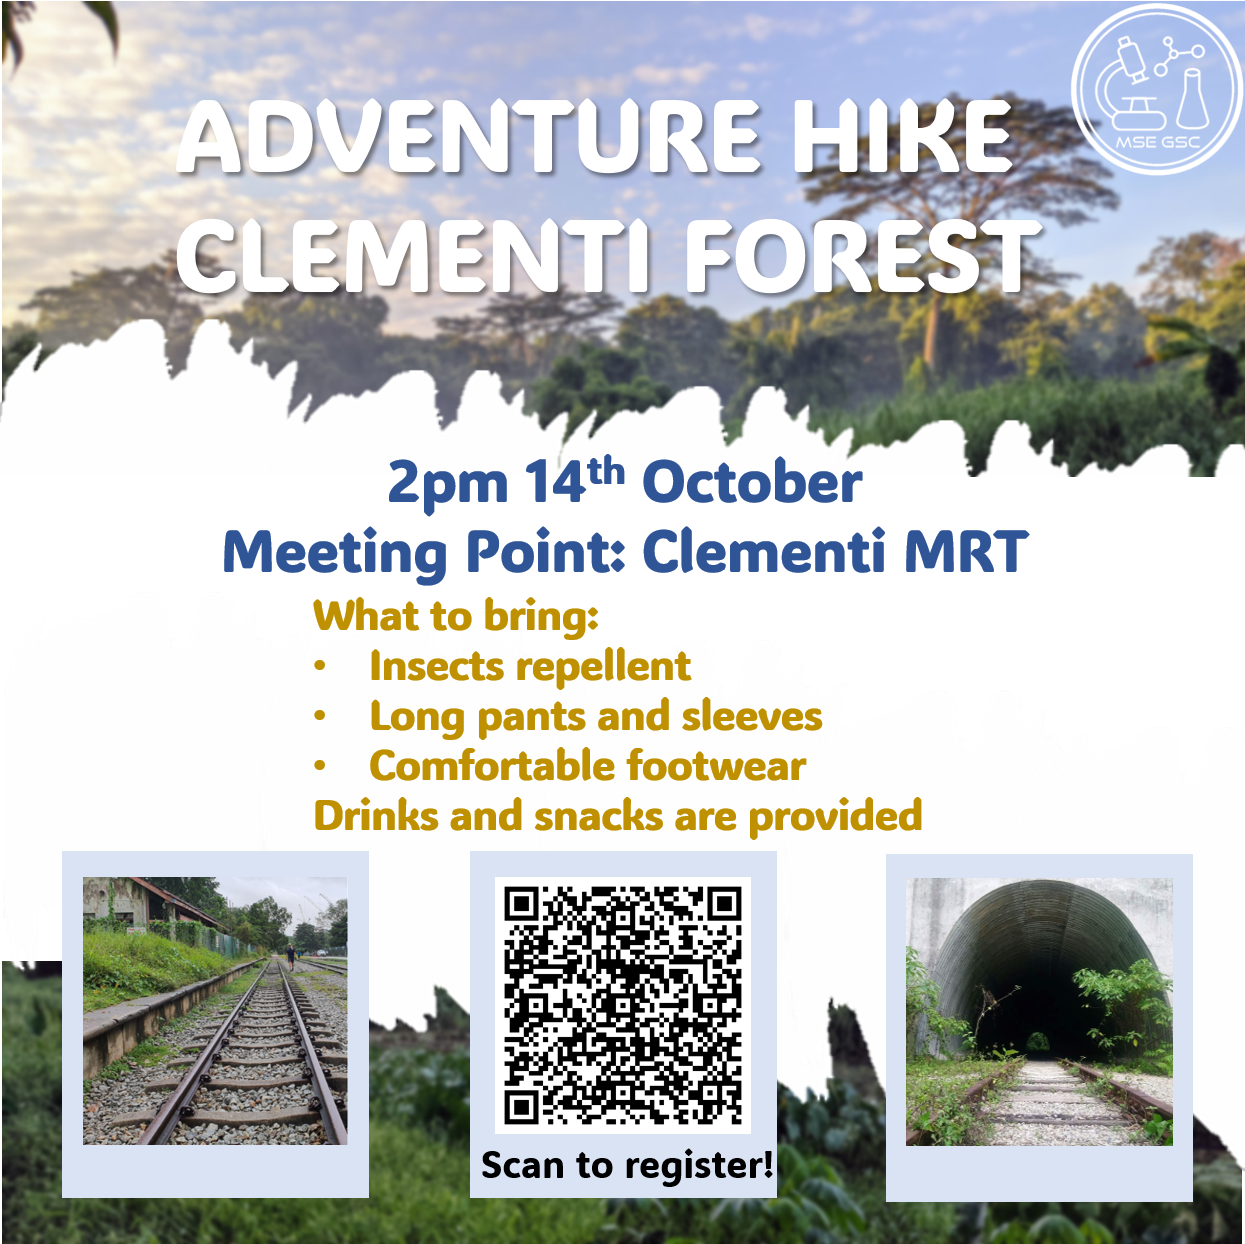 MSE GSC
ADVENTURE HIKE
CLEMENTI FOREST
2pm 14th October
Meeting Point: Clementi MRT
What to bring:
• Insects repellent
• Long pants and sleeves
• Comfortable footwear
Drinks and snacks are provided
Scan to register!